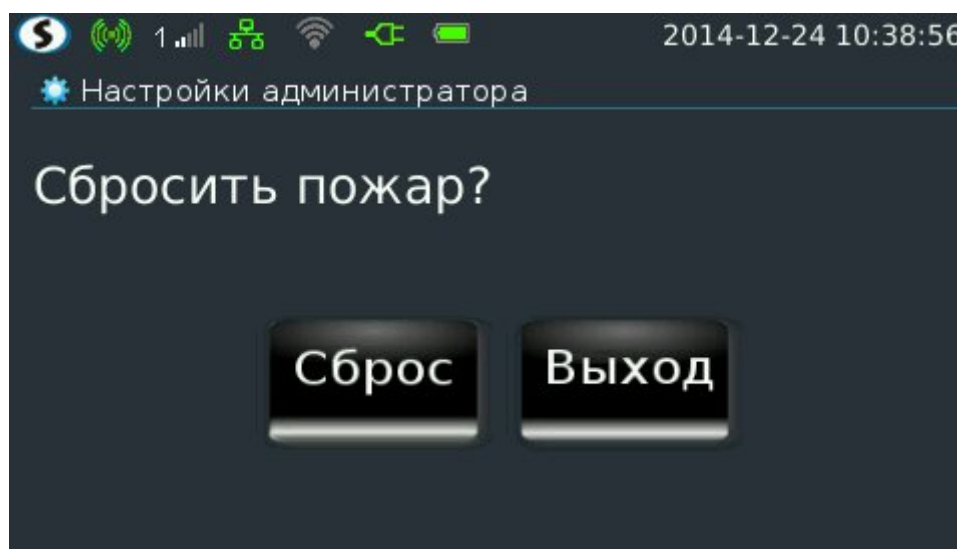 S 1 2014-12-24 10:38:56
Настройки администратора
Сбросить пожар?
Сброс Выход